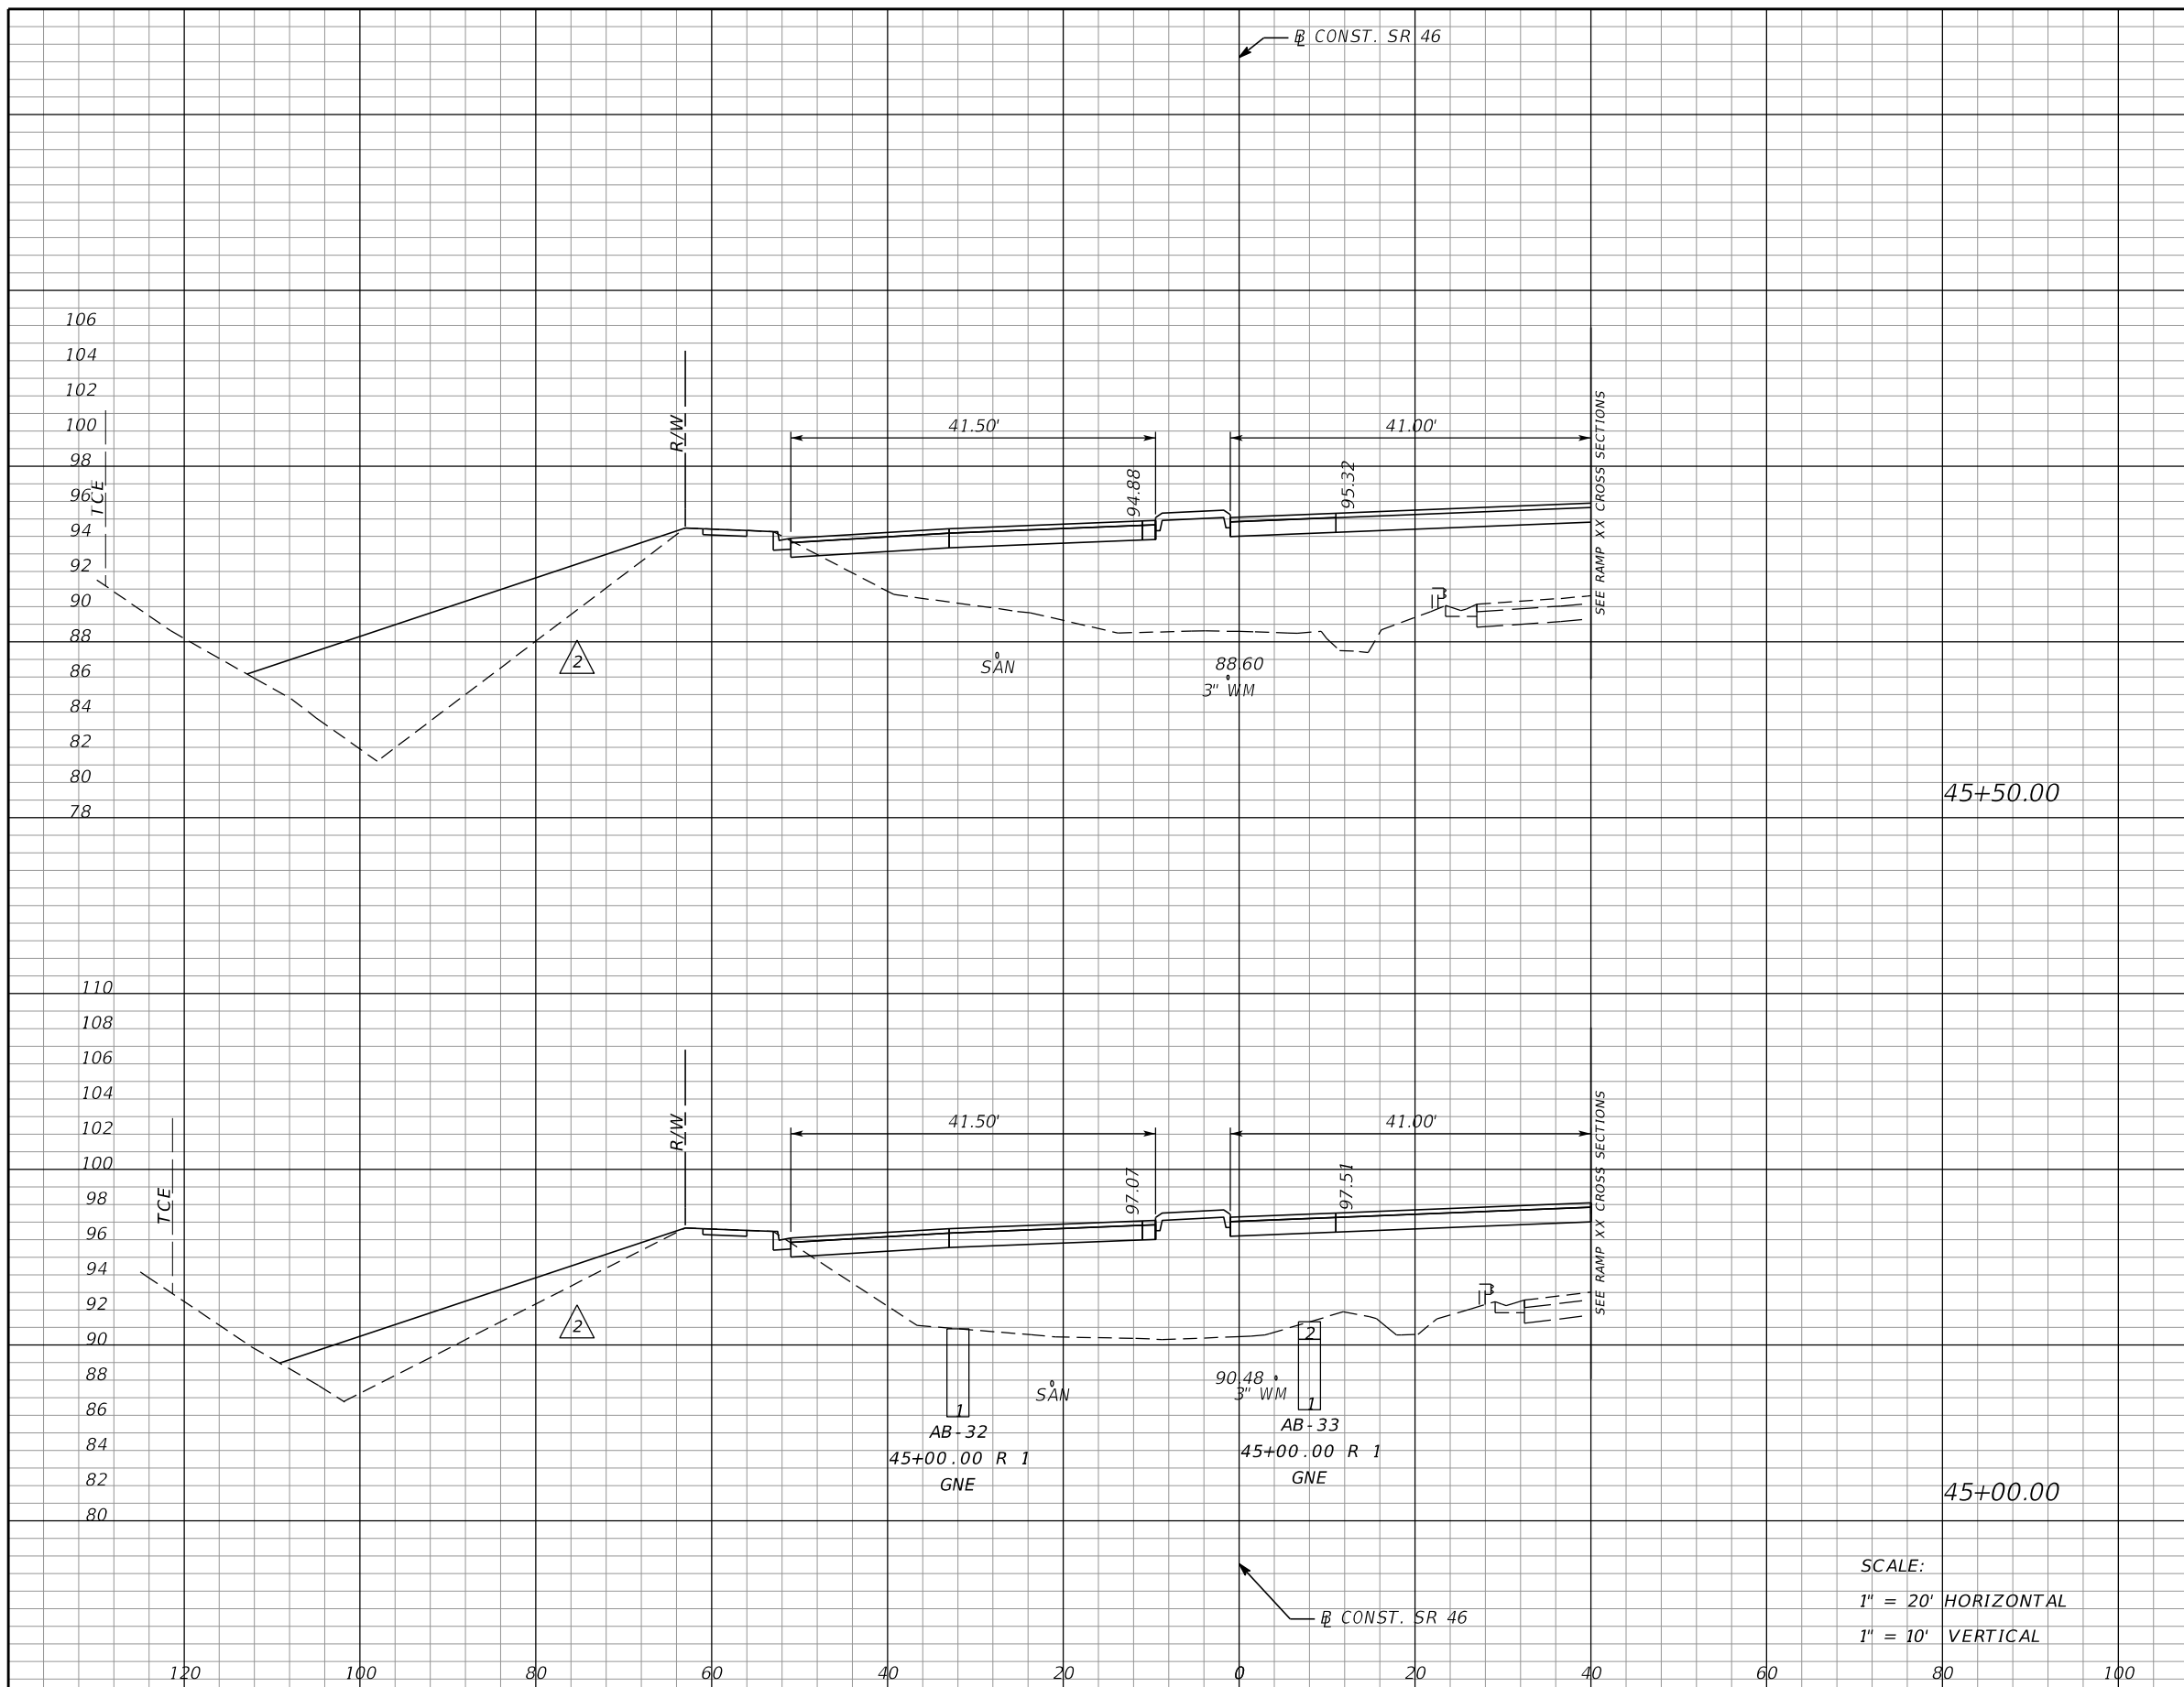 BL CONST. SR 46
106
104
102
100
98
96
94
92
90
88
86
84
82
80
78
TCE
R/W
41.50'
41.00'
94.88
95.32
SEE RAMP XX CROSS SECTIONS
2
SAN
88.60
3" WM
45+50.00
110
108
106
104
102
100
98
96
94
92
90
88
86
84
82
80
TCE
R/W
41.50'
41.00'
97.07
97.51
SEE RAMP XX CROSS SECTIONS
2
SAN
90.48
3" WM
1
AB-32
45+00.00 R 1
GNE
2
1
AB-33
45+00.00 R 1
GNE
45+00.00
BL CONST. SR 46
SCALE:
1" = 20' HORIZONTAL
1" = 10' VERTICAL
120 100 80 60 40 20 0 20 40 60 80 100